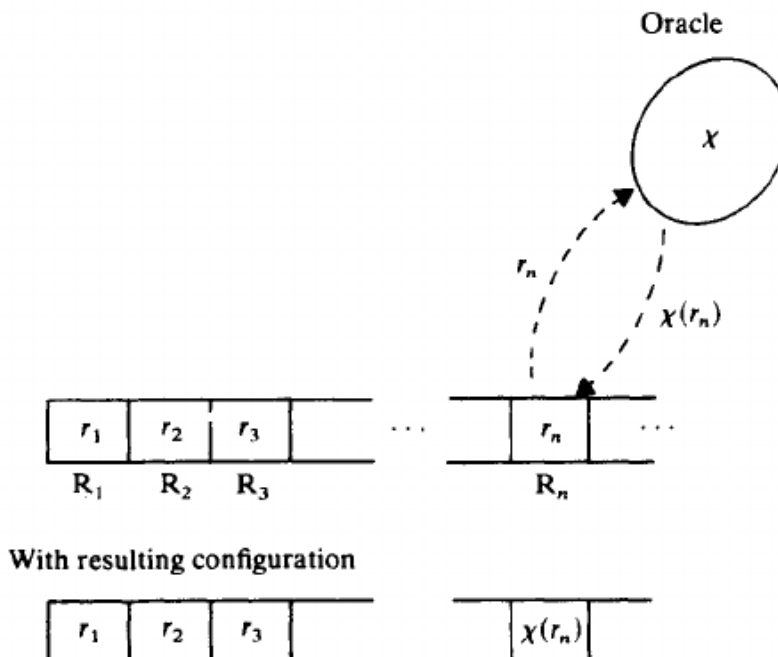 Oracle
χ
r_n
χ(r_n)
r_1 r_2 r_3 ··· r_n ···
R_1 R_2 R_3 R_n
With resulting configuration
r_1 r_2 r_3 χ(r_n)